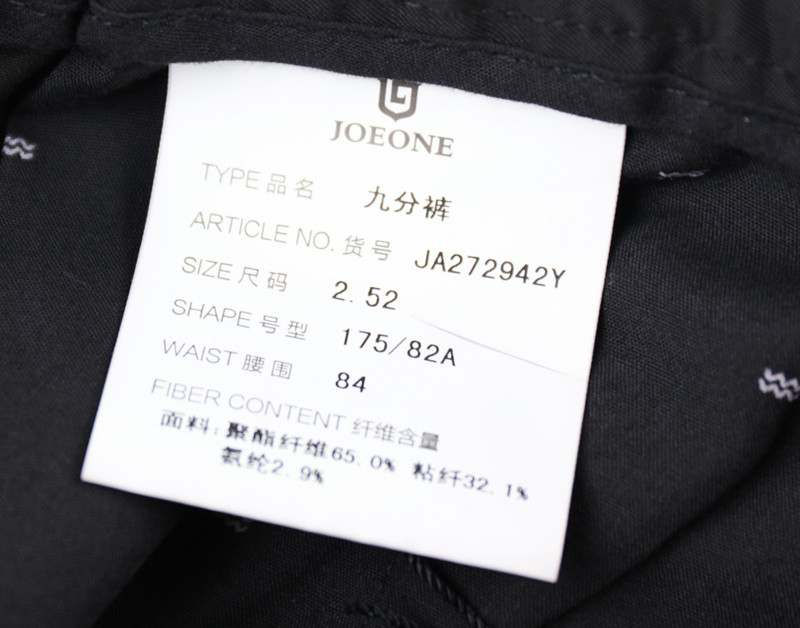 JOEONE
TYPE 品名 九分裤
ARTICLE NO. 货号 JA272942Y
SIZE 尺码 2.52
SHAPE 号型 175/82A
WAIST 腰围 84
FIBER CONTENT 纤维含量
面料:聚酯纤维65.0% 粘纤32.1%
氨纶2.9%